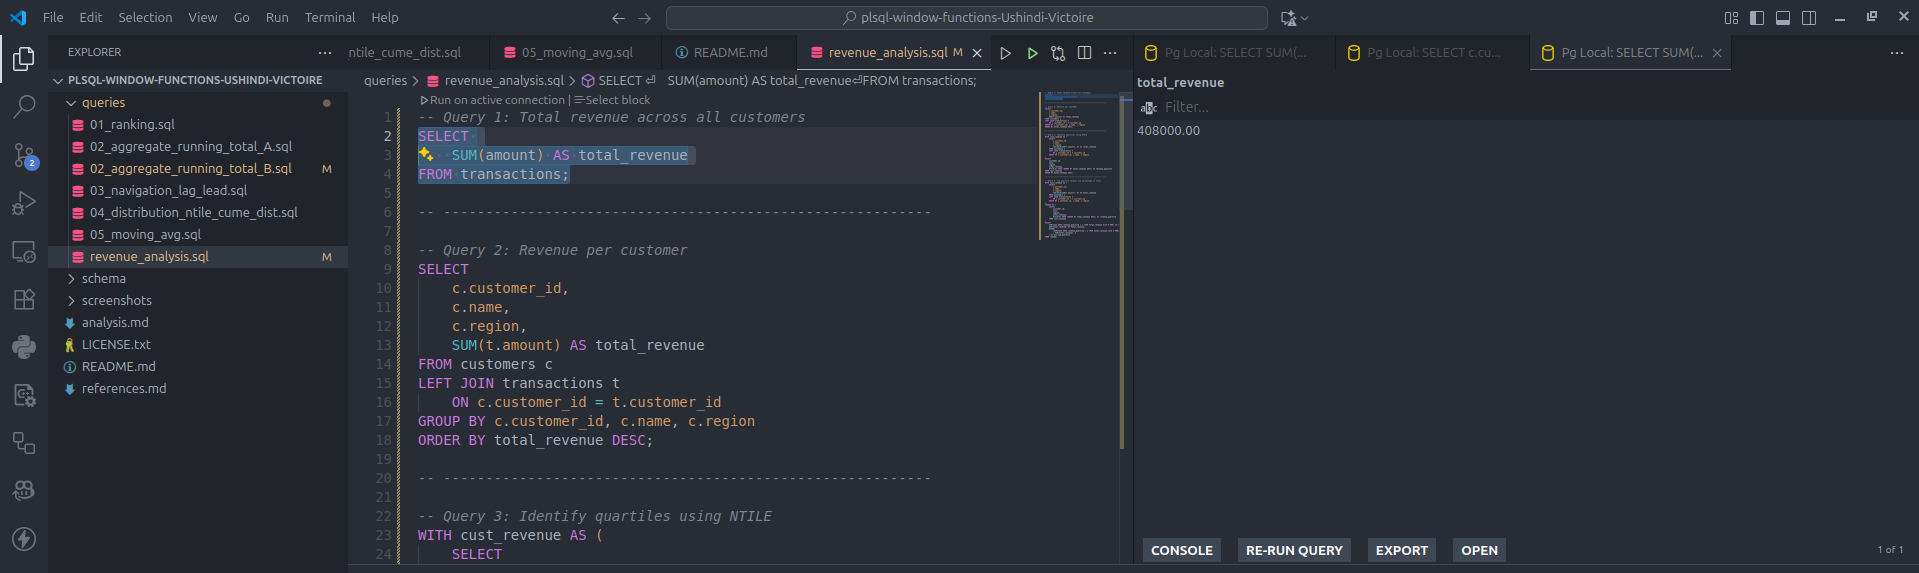 File Edit Selection View Go Run Terminal Help
plsql-window-functions-Ushindi-Victoire
EXPLORER
PLSQL-WINDOW-FUNCTIONS-USHINDI-VICTOIRE
queries
01_ranking.sql
02_aggregate_running_total_A.sql
02_aggregate_running_total_B.sql M
03_navigation_lag_lead.sql
04_distribution_ntile_cume_dist.sql
05_moving_avg.sql
revenue_analysis.sql M
schema
screenshots
analysis.md
LICENSE.txt
README.md
references.md
2
ntile_cume_dist.sql 05_moving_avg.sql README.md revenue_analysis.sql M
queries > revenue_analysis.sql > SELECT ⏎ SUM(amount) AS total_revenue⏎FROM transactions;
Run on active connection | Select block
1 -- Query 1: Total revenue across all customers
2 SELECT
3 SUM(amount) AS total_revenue
4 FROM transactions;
5
6 -- ----------------------------------------------------------
7
8 -- Query 2: Revenue per customer
9 SELECT
10 c.customer_id,
11 c.name,
12 c.region,
13 SUM(t.amount) AS total_revenue
14 FROM customers c
15 LEFT JOIN transactions t
16 ON c.customer_id = t.customer_id
17 GROUP BY c.customer_id, c.name, c.region
18 ORDER BY total_revenue DESC;
19
20 -- ----------------------------------------------------------
21
22 -- Query 3: Identify quartiles using NTILE
23 WITH cust_revenue AS (
24 SELECT
Pg Local: SELECT SUM(... Pg Local: SELECT c.cu... Pg Local: SELECT SUM(...
total_revenue
abc Filter...
408000.00
CONSOLE RE-RUN QUERY EXPORT OPEN
1 of 1